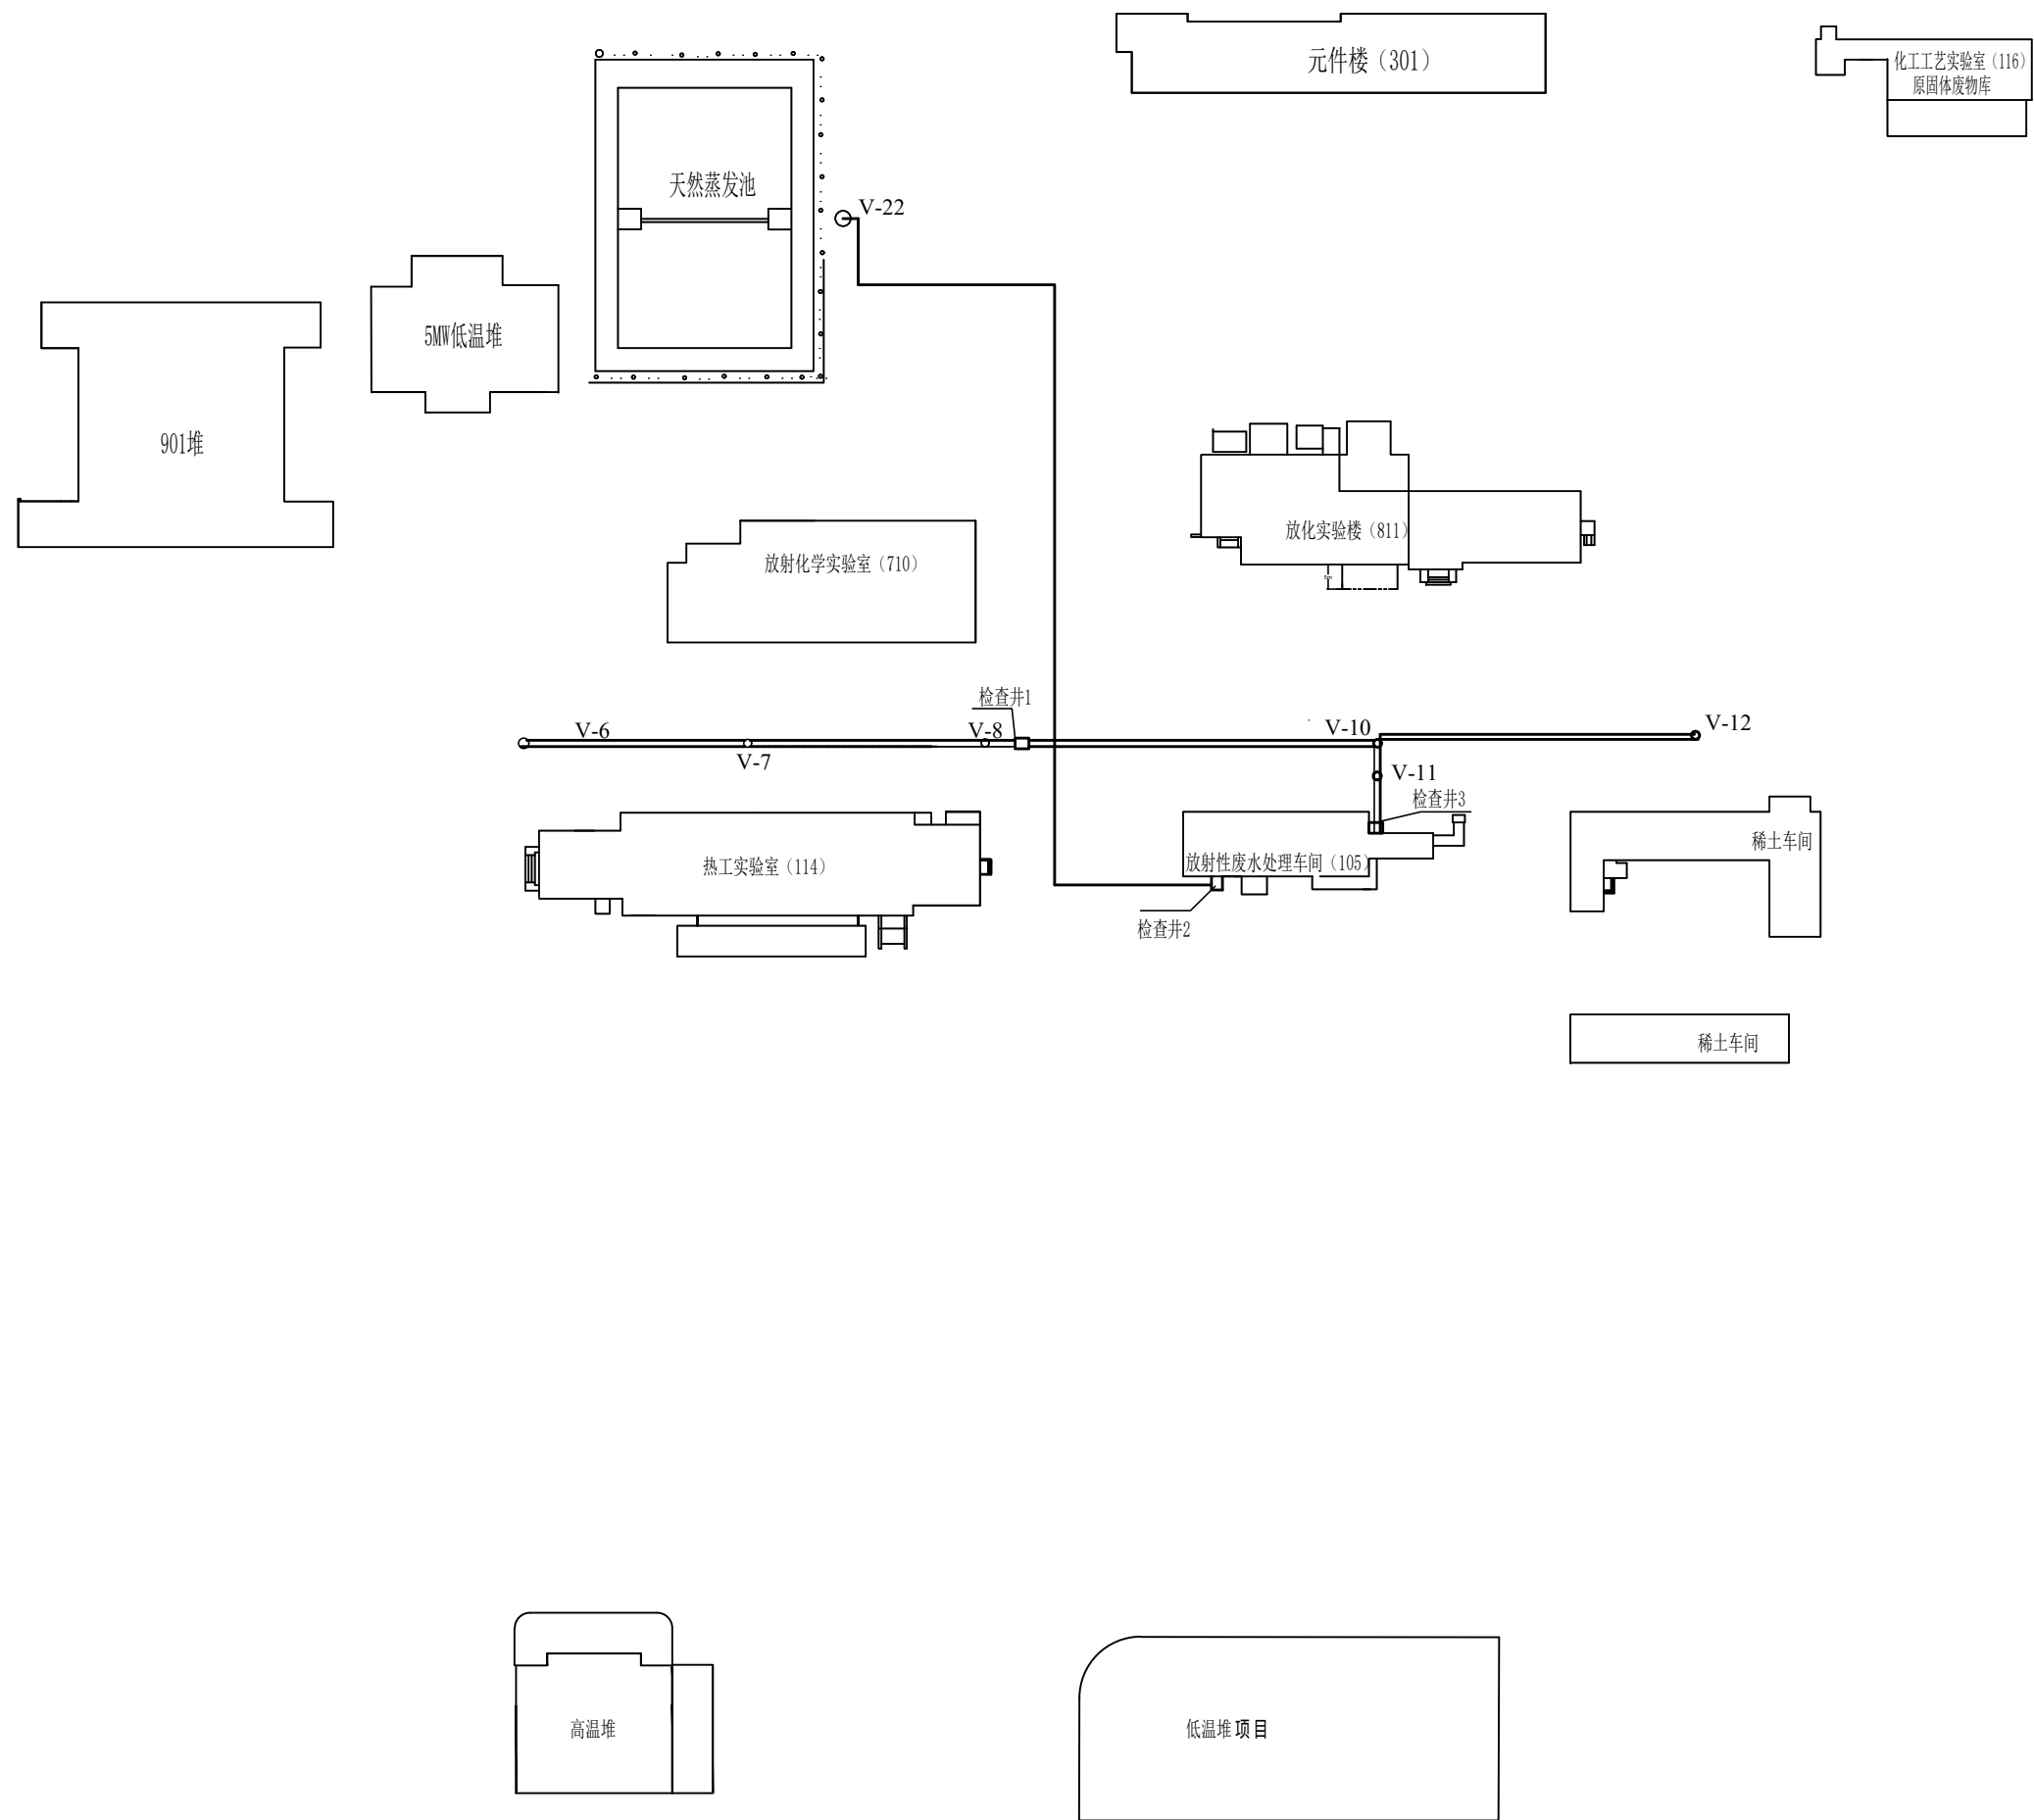 元件楼（301）
化工工艺实验室（116）
原固体废物库
天然蒸发池
V-22
5MW低温堆
901堆
放化实验楼（811）
放射化学实验室（710）
检查井1
V-6
V-7
V-8
V-10
V-12
V-11
检查井3
稀土车间
热工实验室（114）
放射性废水处理车间（105）
检查井2
稀土车间
高温堆
低温堆项目